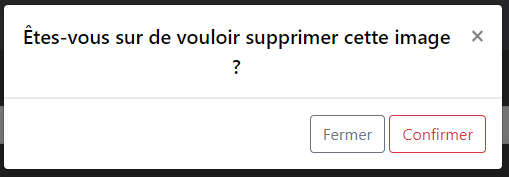 Êtes-vous sur de vouloir supprimer cette image ×
?
Fermer Confirmer